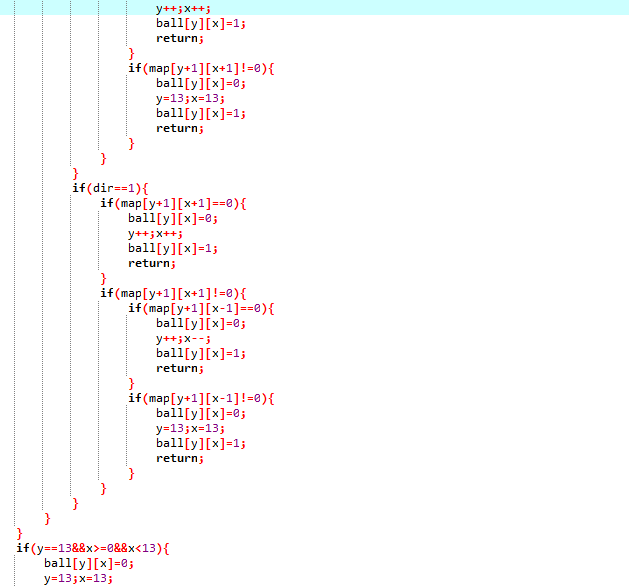 y++;x++;
ball[y][x]=1;
return;
}
if(map[y+1][x+1]!=0){
ball[y][x]=0;
y=13;x=13;
ball[y][x]=1;
return;
}
}
}
if(dir==1){
if(map[y+1][x+1]==0){
ball[y][x]=0;
y++;x++;
ball[y][x]=1;
return;
}
if(map[y+1][x+1]!=0){
if(map[y+1][x-1]==0){
ball[y][x]=0;
y++;x--;
ball[y][x]=1;
return;
}
if(map[y+1][x-1]!=0){
ball[y][x]=0;
y=13;x=13;
ball[y][x]=1;
return;
}
}
}
}
}
if(y==13&&x>=0&&x<13){
ball[y][x]=0;
y=13;x=13;